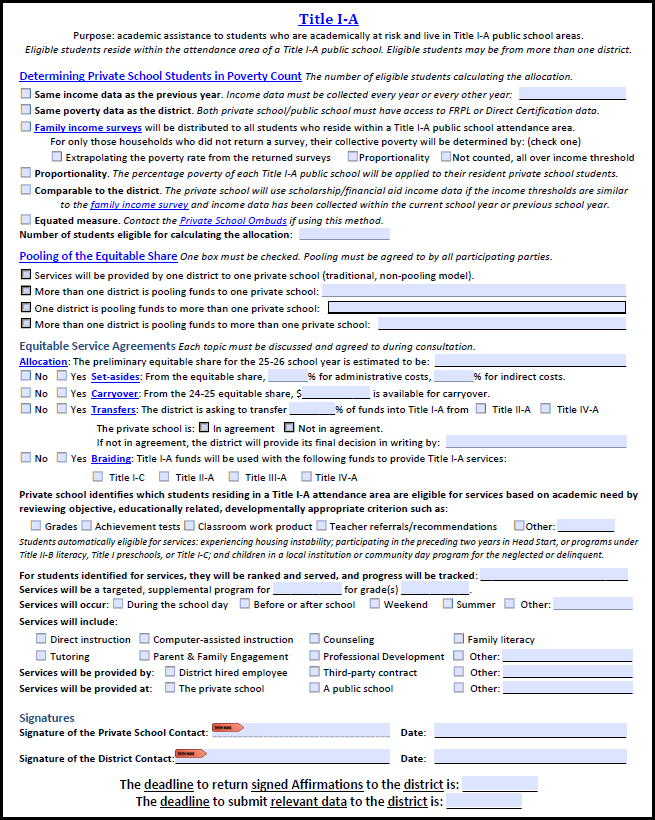 Title I-A
Purpose: academic assistance to students who are academically at risk and live in Title I-A public school areas.
Eligible students reside within the attendance area of a Title I-A public school. Eligible students may be from more than one district.
Determining Private School Students in Poverty Count The number of eligible students calculating the allocation.
Same income data as the previous year. Income data must be collected every year or every other year:
Same poverty data as the district. Both private school/public school must have access to FRPL or Direct Certification data.
Family income surveys will be distributed to all students who reside within a Title I-A public school attendance area.
For only those households who did not return a survey, their collective poverty will be determined by: (check one)
Extrapolating the poverty rate from the returned surveys Proportionality Not counted, all over income threshold
Proportionality. The percentage poverty of each Title I-A public school will be applied to their resident private school students.
Comparable to the district. The private school will use scholarship/financial aid income data if the income thresholds are similar
to the family income survey and income data has been collected within the current school year or previous school year.
Equated measure. Contact the Private School Ombuds if using this method.
Number of students eligible for calculating the allocation:
Pooling of the Equitable Share One box must be checked. Pooling must be agreed to by all participating parties.
Services will be provided by one district to one private school (traditional, non-pooling model).
More than one district is pooling funds to one private school:
One district is pooling funds to more than one private school:
More than one district is pooling funds to more than one private school:
Equitable Service Agreements Each topic must be discussed and agreed to during consultation.
Allocation: The preliminary equitable share for the 25-26 school year is estimated to be:
No Yes Set-asides: From the equitable share, ______% for administrative costs, ______% for indirect costs.
No Yes Carryover: From the 24-25 equitable share, $__________ is available for carryover.
No Yes Transfers: The district is asking to transfer _______% of funds into Title I-A from Title II-A Title IV-A
The private school is: In agreement Not in agreement.
If not in agreement, the district will provide its final decision in writing by:
No Yes Braiding: Title I-A funds will be used with the following funds to provide Title I-A services:
Title I-C Title II-A Title III-A Title IV-A
Private school identifies which students residing in a Title I-A attendance area are eligible for services based on academic need by
reviewing objective, educationally related, developmentally appropriate criterion such as:
Grades Achievement tests Classroom work product Teacher referrals/recommendations Other:
Students automatically eligible for services: experiencing housing instability; participating in the preceding two years in Head Start, or programs under
Title II-B literacy, Title I preschools, or Title I-C; and children in a local institution or community day program for the neglected or delinquent.
For students identified for services, they will be ranked and served, and progress will be tracked:
Services will be a targeted, supplemental program for __________ for grade(s) __________.
Services will occur: During the school day Before or after school Weekend Summer Other:
Services will include:
Direct instruction Computer-assisted instruction Counseling Family literacy
Tutoring Parent & Family Engagement Professional Development Other:
Services will be provided by: District hired employee Third-party contract Other:
Services will be provided at: The private school A public school Other:
Signatures
Signature of the Private School Contact: Date:
Signature of the District Contact: Date:
The deadline to return signed Affirmations to the district is:
The deadline to submit relevant data to the district is: